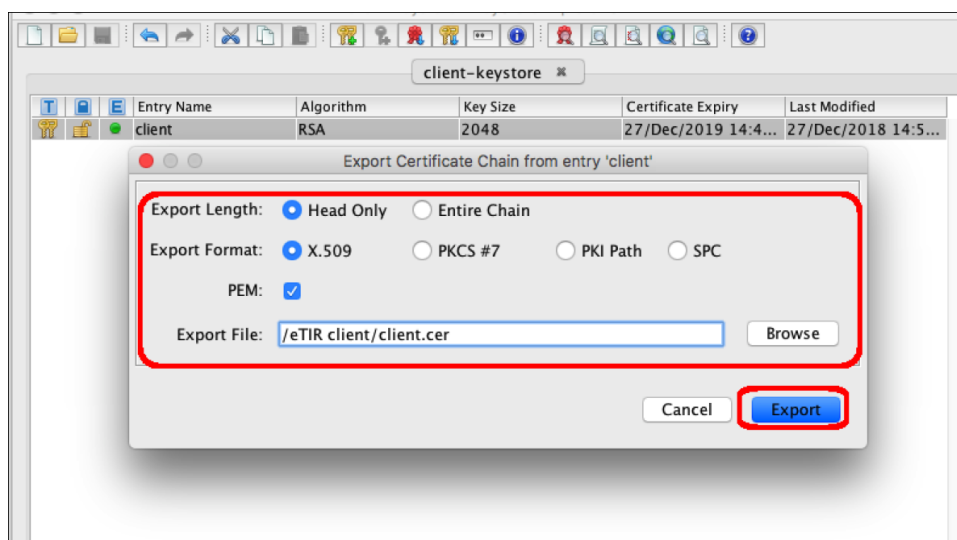 client-keystore
T E Entry Name Algorithm Key Size Certificate Expiry Last Modified
client RSA 2048 27/Dec/2019 14:4... 27/Dec/2018 14:5...
Export Certificate Chain from entry 'client'
Export Length: Head Only Entire Chain
Export Format: X.509 PKCS #7 PKI Path SPC
PEM:
Export File: /eTIR client/client.cer Browse
Cancel Export